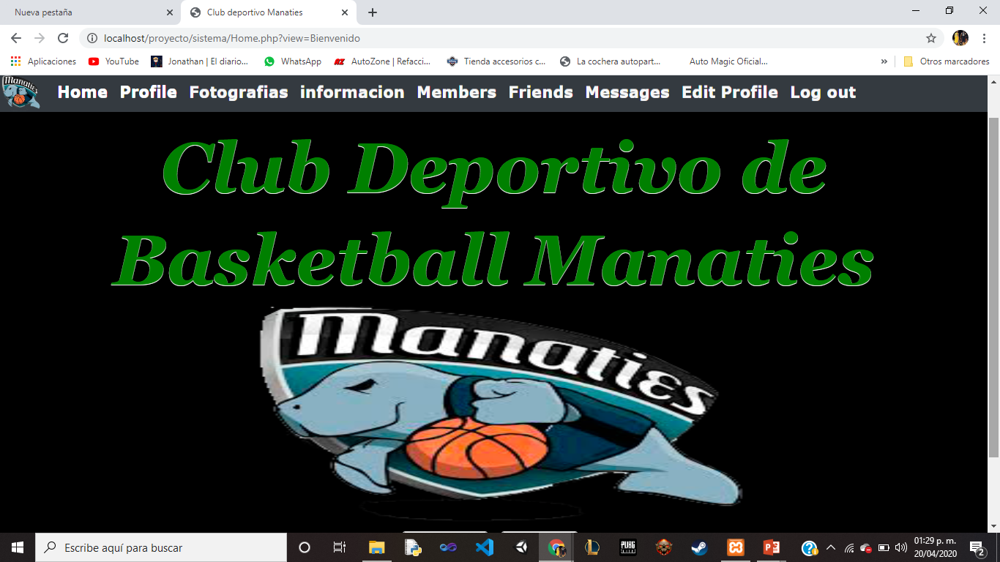 Nueva pestaña
Club deportivo Manaties
localhost/proyecto/sistema/Home.php?view=Bienvenido
Aplicaciones YouTube Jonathan | El diario... WhatsApp AutoZone | Refacci... Tienda accesorios c... La cochera autopart... Auto Magic Oficial... » Otros marcadores
Manaties Home Profile Fotografias informacion Members Friends Messages Edit Profile Log out
Club Deportivo de
Basketball Manaties
Manaties
Escribe aquí para buscar
PUBG
01:29 p. m.
20/04/2020
2